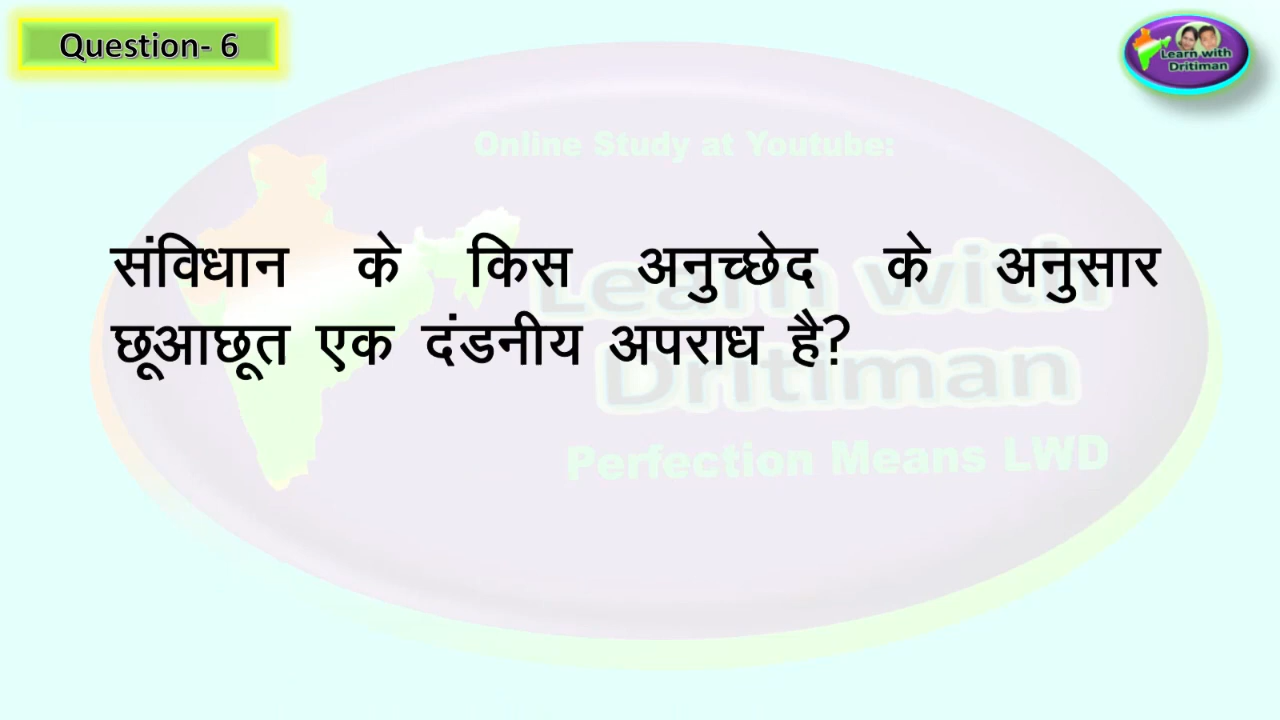 Question- 6
Learn with
Dritiman
Online Study at Youtube:
संविधान के किस अनुच्छेद के अनुसार
Learn with
छूआछूत एक दंडनीय अपराध है?
Dritiman
Perfection Means LWD